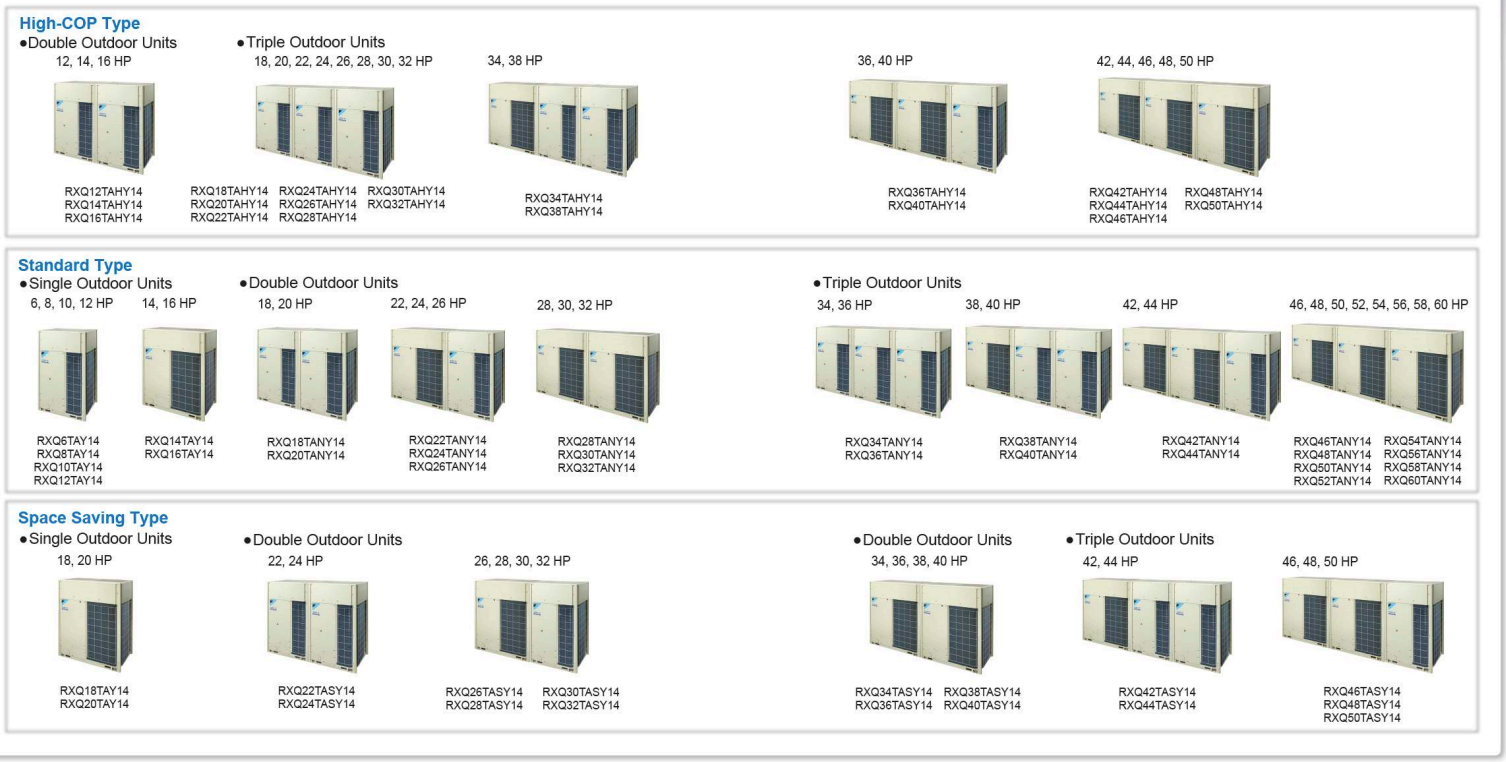 High-COP Type
●Double Outdoor Units
12, 14, 16 HP
RXQ12TAHY14
RXQ14TAHY14
RXQ16TAHY14
●Triple Outdoor Units
18, 20, 22, 24, 26, 28, 30, 32 HP
RXQ18TAHY14 RXQ24TAHY14 RXQ30TAHY14
RXQ20TAHY14 RXQ26TAHY14 RXQ32TAHY14
RXQ22TAHY14 RXQ28TAHY14
34, 38 HP
RXQ34TAHY14
RXQ38TAHY14
36, 40 HP
RXQ36TAHY14
RXQ40TAHY14
42, 44, 46, 48, 50 HP
RXQ42TAHY14 RXQ48TAHY14
RXQ44TAHY14 RXQ50TAHY14
RXQ46TAHY14
Standard Type
●Single Outdoor Units
6, 8, 10, 12 HP
RXQ6TAY14
RXQ8TAY14
RXQ10TAY14
RXQ12TAY14
14, 16 HP
RXQ14TAY14
RXQ16TAY14
●Double Outdoor Units
18, 20 HP
RXQ18TANY14
RXQ20TANY14
22, 24, 26 HP
RXQ22TANY14
RXQ24TANY14
RXQ26TANY14
28, 30, 32 HP
RXQ28TANY14
RXQ30TANY14
RXQ32TANY14
●Triple Outdoor Units
34, 36 HP
RXQ34TANY14
RXQ36TANY14
38, 40 HP
RXQ38TANY14
RXQ40TANY14
42, 44 HP
RXQ42TANY14
RXQ44TANY14
46, 48, 50, 52, 54, 56, 58, 60 HP
RXQ46TANY14 RXQ54TANY14
RXQ48TANY14 RXQ56TANY14
RXQ50TANY14 RXQ58TANY14
RXQ52TANY14 RXQ60TANY14
Space Saving Type
●Single Outdoor Units
18, 20 HP
RXQ18TAY14
RXQ20TAY14
●Double Outdoor Units
22, 24 HP
RXQ22TASY14
RXQ24TASY14
26, 28, 30, 32 HP
RXQ26TASY14 RXQ30TASY14
RXQ28TASY14 RXQ32TASY14
●Double Outdoor Units
34, 36, 38, 40 HP
RXQ34TASY14 RXQ38TASY14
RXQ36TASY14 RXQ40TASY14
●Triple Outdoor Units
42, 44 HP
RXQ42TASY14
RXQ44TASY14
46, 48, 50 HP
RXQ46TASY14
RXQ48TASY14
RXQ50TASY14